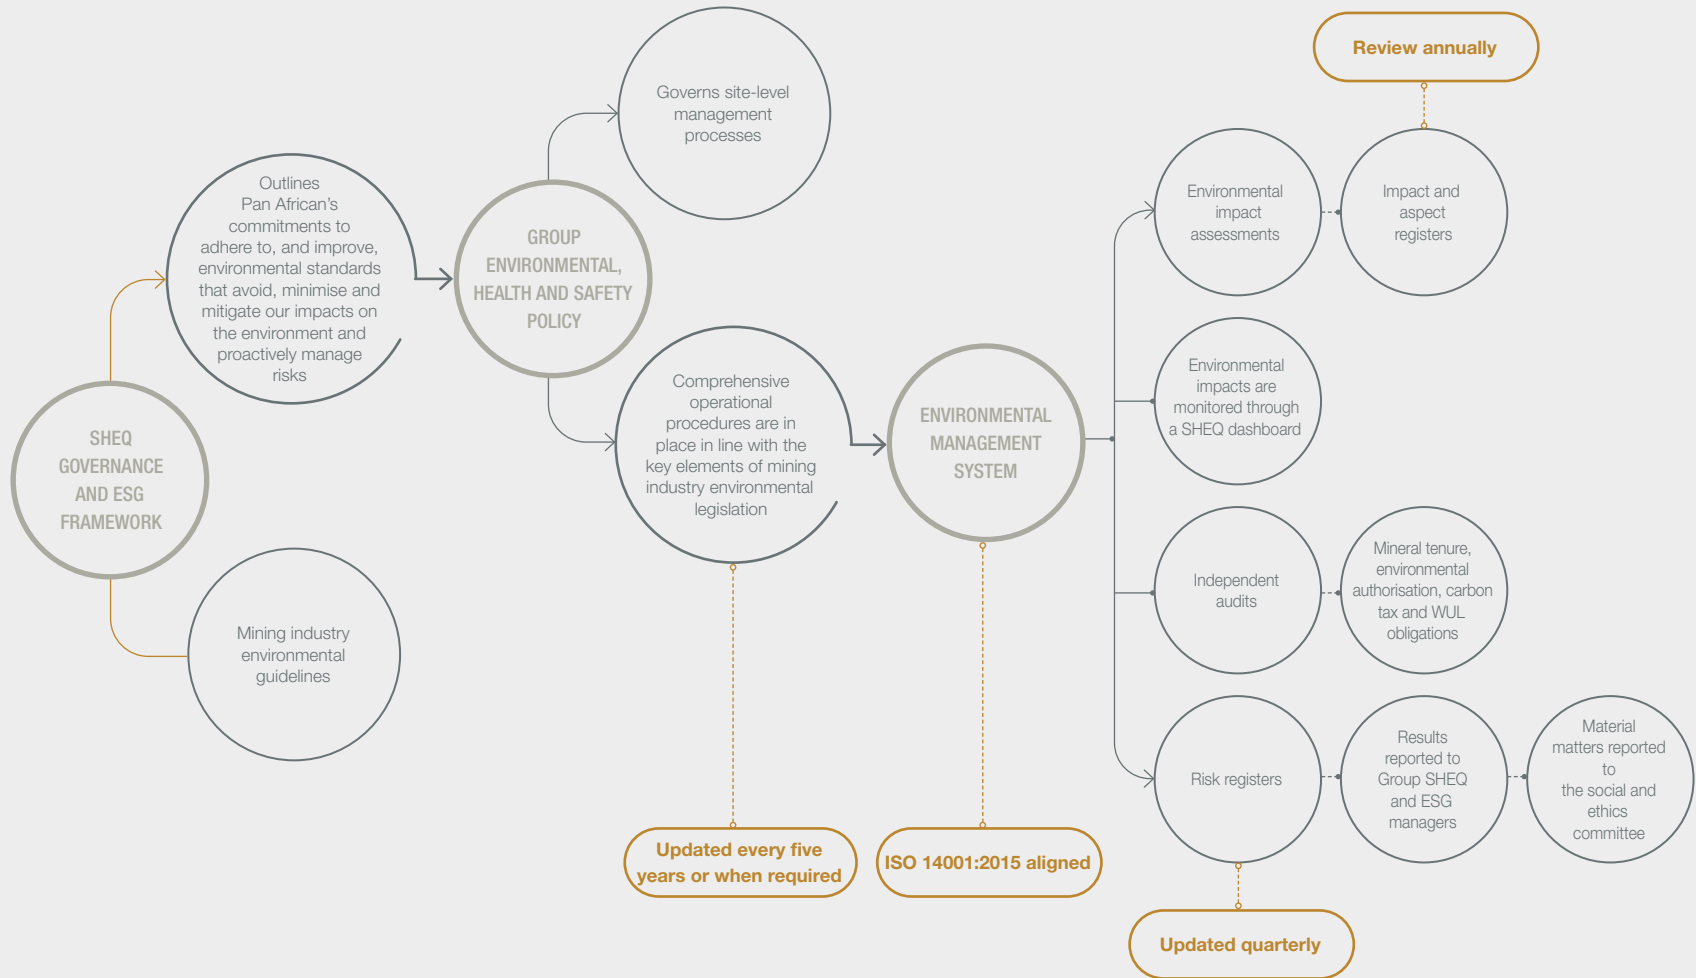 SHEQ
GOVERNANCE
AND ESG
FRAMEWORK
Outlines
Pan African’s
commitments to
adhere to, and improve,
environmental standards
that avoid, minimise and
mitigate our impacts on
the environment and
proactively manage
risks
Mining industry
environmental
guidelines
GROUP
ENVIRONMENTAL,
HEALTH AND SAFETY
POLICY
Governs site-level
management
processes
Comprehensive
operational
procedures are in
place in line with the
key elements of mining
industry environmental
legislation
Updated every five
years or when required
ENVIRONMENTAL
MANAGEMENT
SYSTEM
ISO 14001:2015 aligned
Environmental
impact
assessments
Impact and
aspect
registers
Review annually
Environmental
impacts are
monitored through
a SHEQ dashboard
Independent
audits
Mineral tenure,
environmental
authorisation, carbon
tax and WUL
obligations
Risk registers
Results
reported to
Group SHEQ
and ESG
managers
Material
matters reported
to
the social and
ethics
committee
Updated quarterly